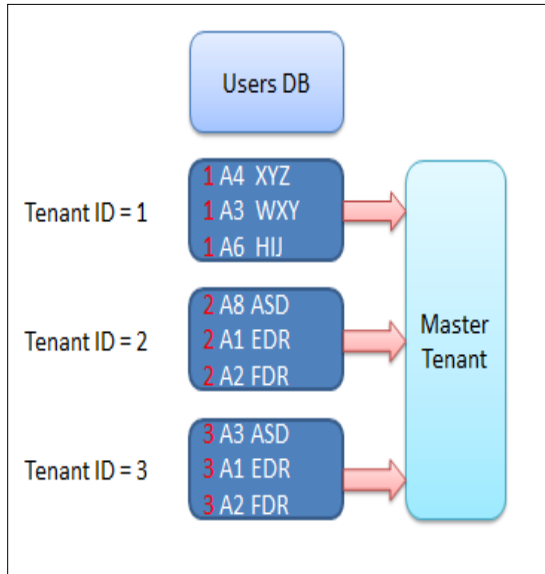 Users DB
Tenant ID = 1
1 A4 XYZ
1 A3 WXY
1 A6 HIJ
Tenant ID = 2
2 A8 ASD
2 A1 EDR
2 A2 FDR
Tenant ID = 3
3 A3 ASD
3 A1 EDR
3 A2 FDR
Master
Tenant